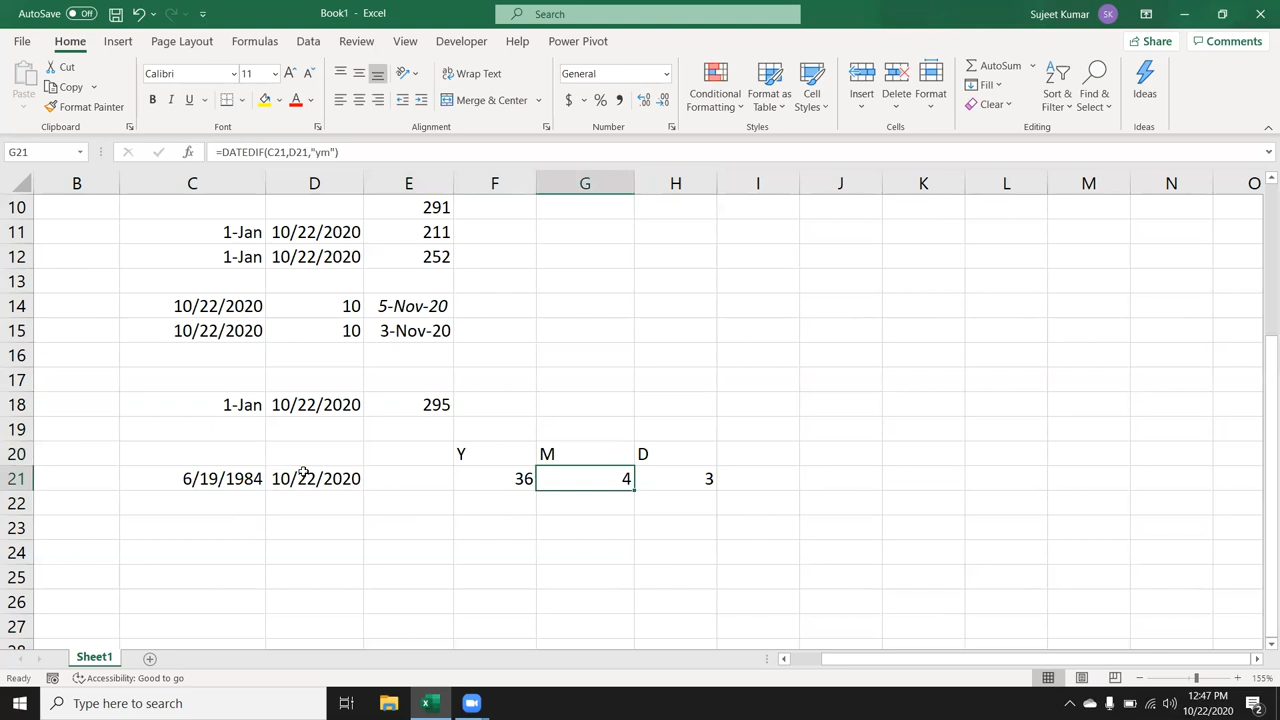 AutoSave Off Book1 - Excel Search Sujeet Kumar SK
File Home Insert Page Layout Formulas Data Review View Developer Help Power Pivot Share Comments
Paste Cut Copy Format Painter
Calibri 11 A A
B I U A
Wrap Text
Merge & Center
General
$ % ,
Conditional Formatting Format as Table Cell Styles
Insert Delete Format
AutoSum
Fill
Clear
Sort & Filter Find & Select
Ideas
Clipboard Font Alignment Number Styles Cells Editing Ideas
G21 fx =DATEDIF(C21,D21,"ym")
B C D E F G H I J K L M N O
10 291
11 1-Jan 10/22/2020 211
12 1-Jan 10/22/2020 252
13
14 10/22/2020 10 5-Nov-20
15 10/22/2020 10 3-Nov-20
16
17
18 1-Jan 10/22/2020 295
19
20 Y M D
21 6/19/1984 10/22/2020 36 4 3
22
23
24
25
26
27
Sheet1
Ready Accessibility: Good to go 155%
Type here to search
12:47 PM
10/22/2020
2